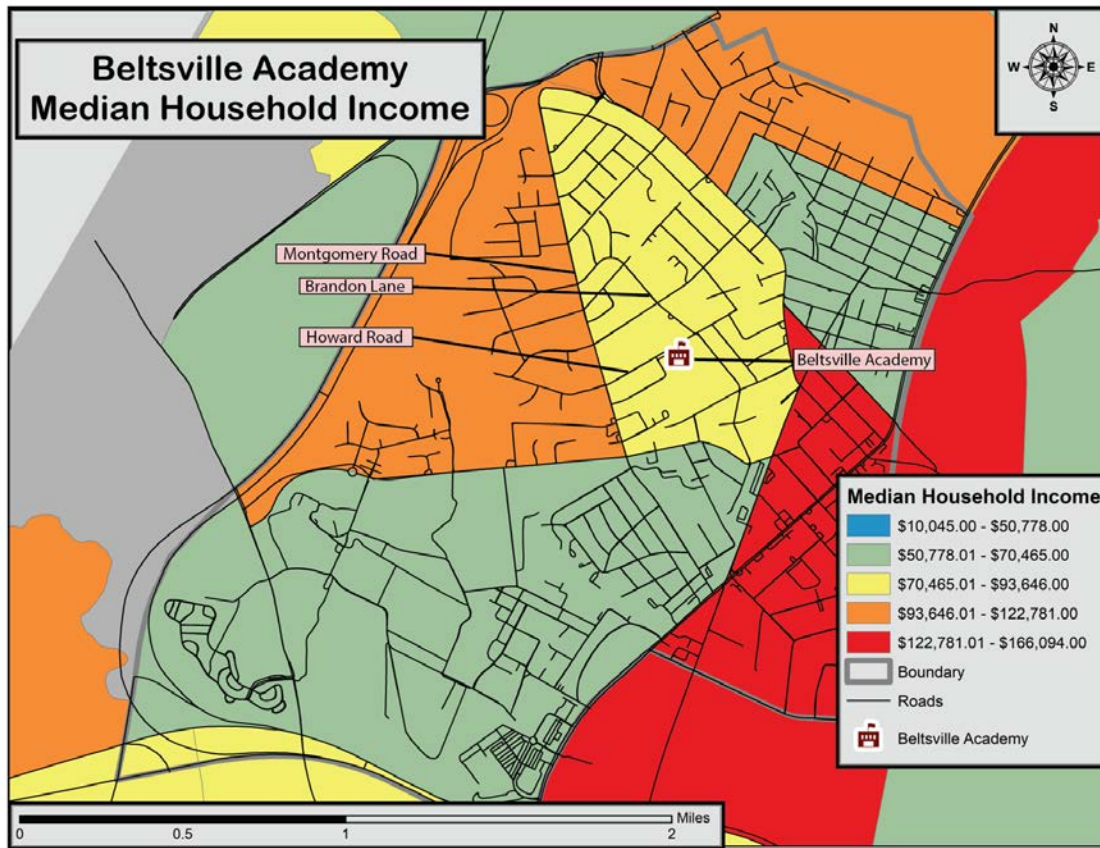 Beltsville Academy
Median Household Income
N
W
E
S
Montgomery Road
Brandon Lane
Howard Road
Beltsville Academy
Median Household Income
$10,045.00 - $50,778.00
$50,778.01 - $70,465.00
$70,465.01 - $93,646.00
$93,646.01 - $122,781.00
$122,781.01 - $166,094.00
Boundary
Roads
Beltsville Academy
Miles
0
0.5
1
2